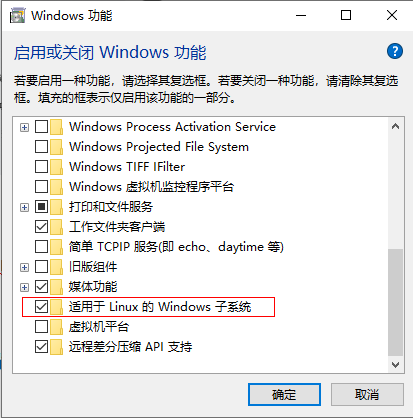 Windows 功能
启用或关闭 Windows 功能
若要启用一种功能，请选择其复选框。若要关闭一种功能，请清除其复选
框。填充的框表示仅启用该功能的一部分。
Windows Process Activation Service
Windows Projected File System
Windows TIFF IFilter
Windows 虚拟机监控程序平台
打印和文件服务
工作文件夹客户端
简单 TCPIP 服务(即 echo、daytime 等)
旧版组件
媒体功能
适用于 Linux 的 Windows 子系统
虚拟机平台
远程差分压缩 API 支持
确定
取消